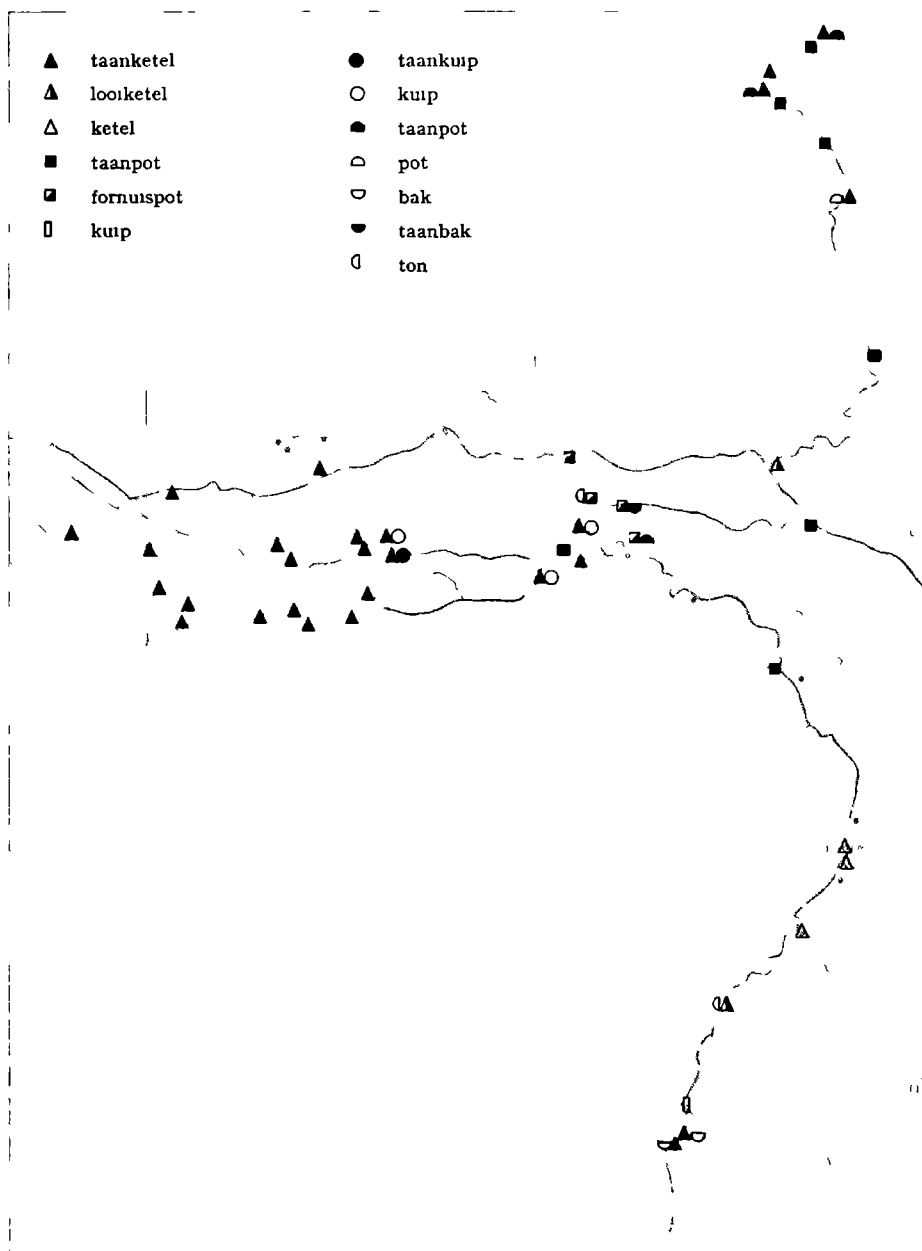 taanketel
looiketel
ketel
taanpot
fornuispot
kuip
taankuip
kuip
taanpot
pot
bak
taanbak
ton